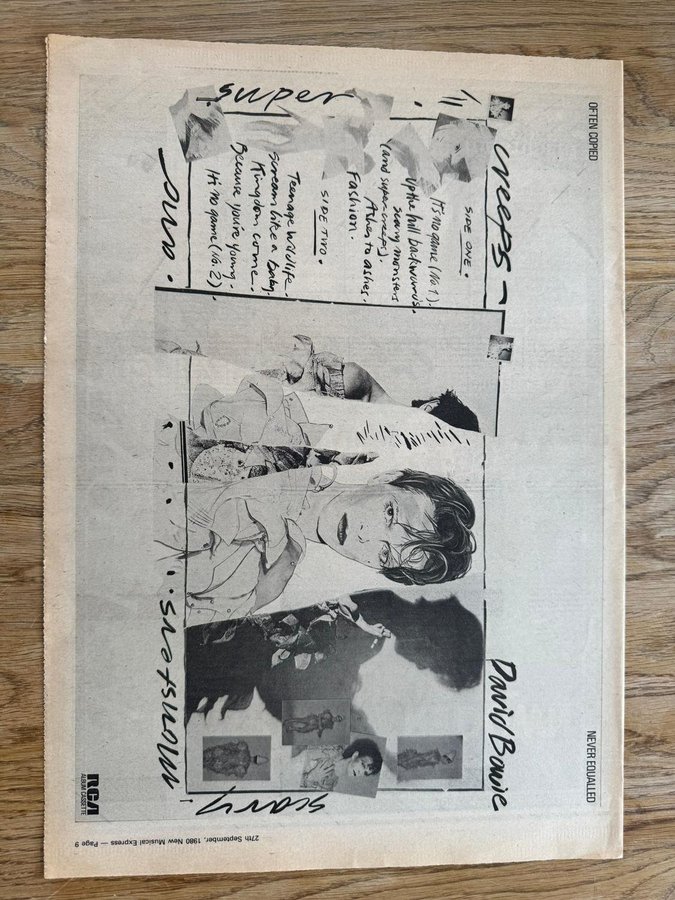 OFTEN COPIED
NEVER EQUALLED
creeps -
David Bowie
super
SIDE ONE.
It's no game (No. 1).
Up the hill backwards.
scary monsters
(and super creeps).
Ashes to ashes.
Fashion.
SIDE TWO.
Teenage wildlife.
Scream like a Baby.
Kingdom come.
Because you're young.
It's no game (No. 2).
scary
monsters . . . .
and.
RCA
ALBUM CASSETTE
27th September, 1980 New Musical Express — Page 9